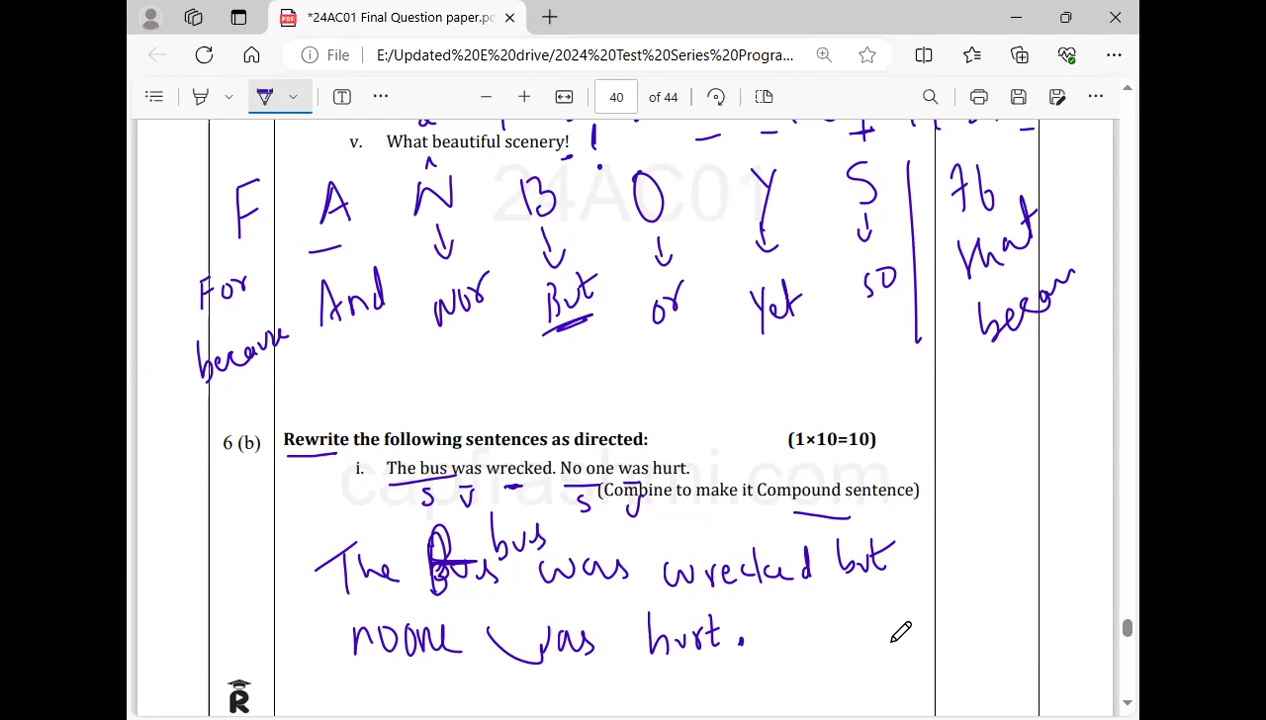 *24AC01 Final Question paper.pd
File E:/Updated%20E%20drive/2024%20Test%20Series%20Progra...
40 of 44
v. What beautiful scenery!
24AC01
F A N B O Y S
For And Nor But or Yet so that
because
6 (b) Rewrite the following sentences as directed: (1×10=10)
i. The bus was wrecked. No one was hurt.
S V S V
(Combine to make it Compound sentence)
bus
The was wrecked but
noone was hurt.
R